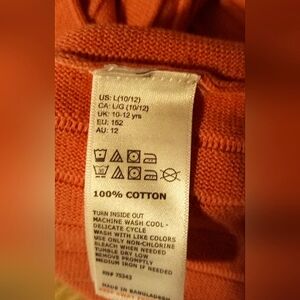 US: L(10/12)
CA: L/G (10/12)
UK: 10-12 yrs
EU: 152
AU: 12
100% COTTON
TURN INSIDE OUT
MACHINE WASH COOL -
DELICATE CYCLE
WASH WITH LIKE COLORS
USE ONLY NON-CHLORINE
BLEACH WHEN NEEDED
TUMBLE DRY LOW
REMOVE PROMPTLY
MEDIUM IRON IF NEEDED
RN# 75343
MADE IN BANGLADESH